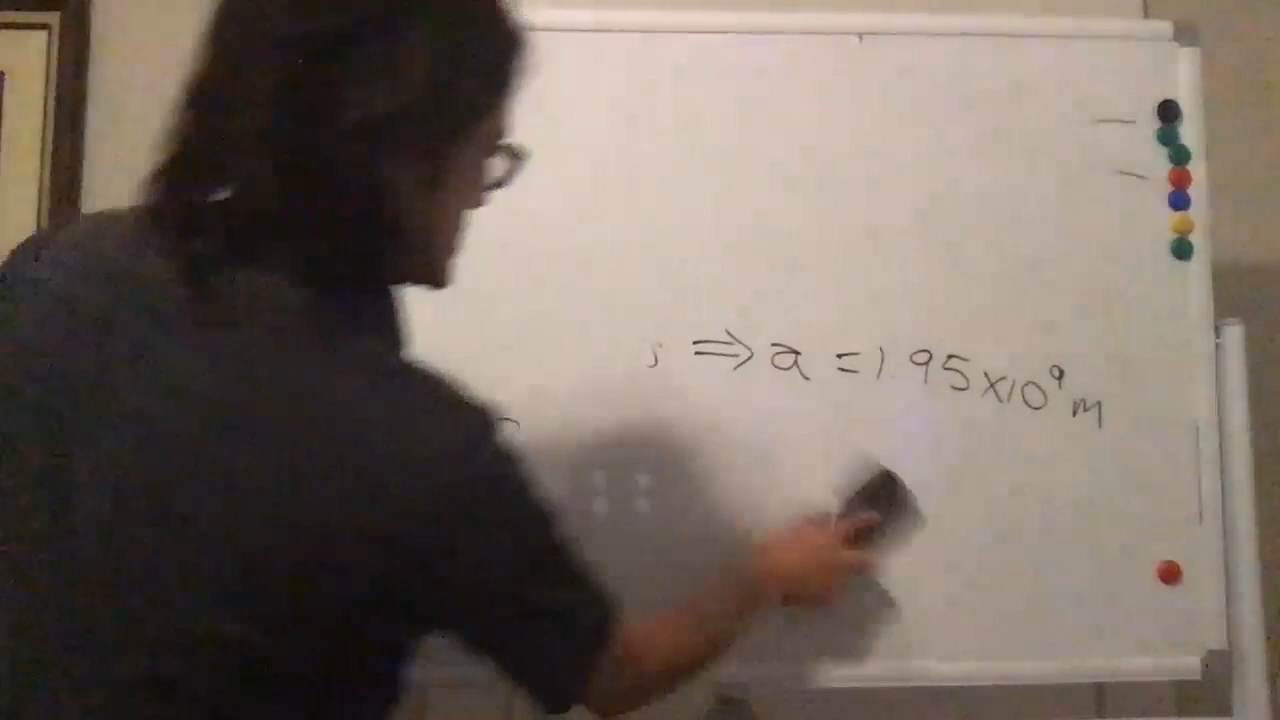 ⇒ a = 1.95×10⁹ m